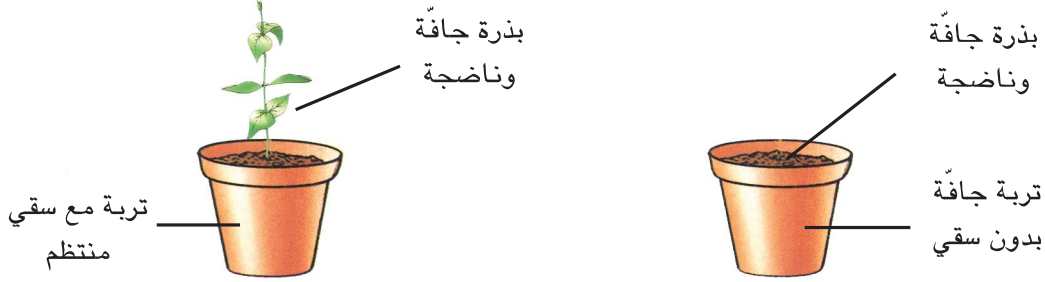 بذرة جافّة
وناضجة
تربة جافّة
بدون سقي
بذرة جافّة
وناضجة
تربة مع سقي
منتظم